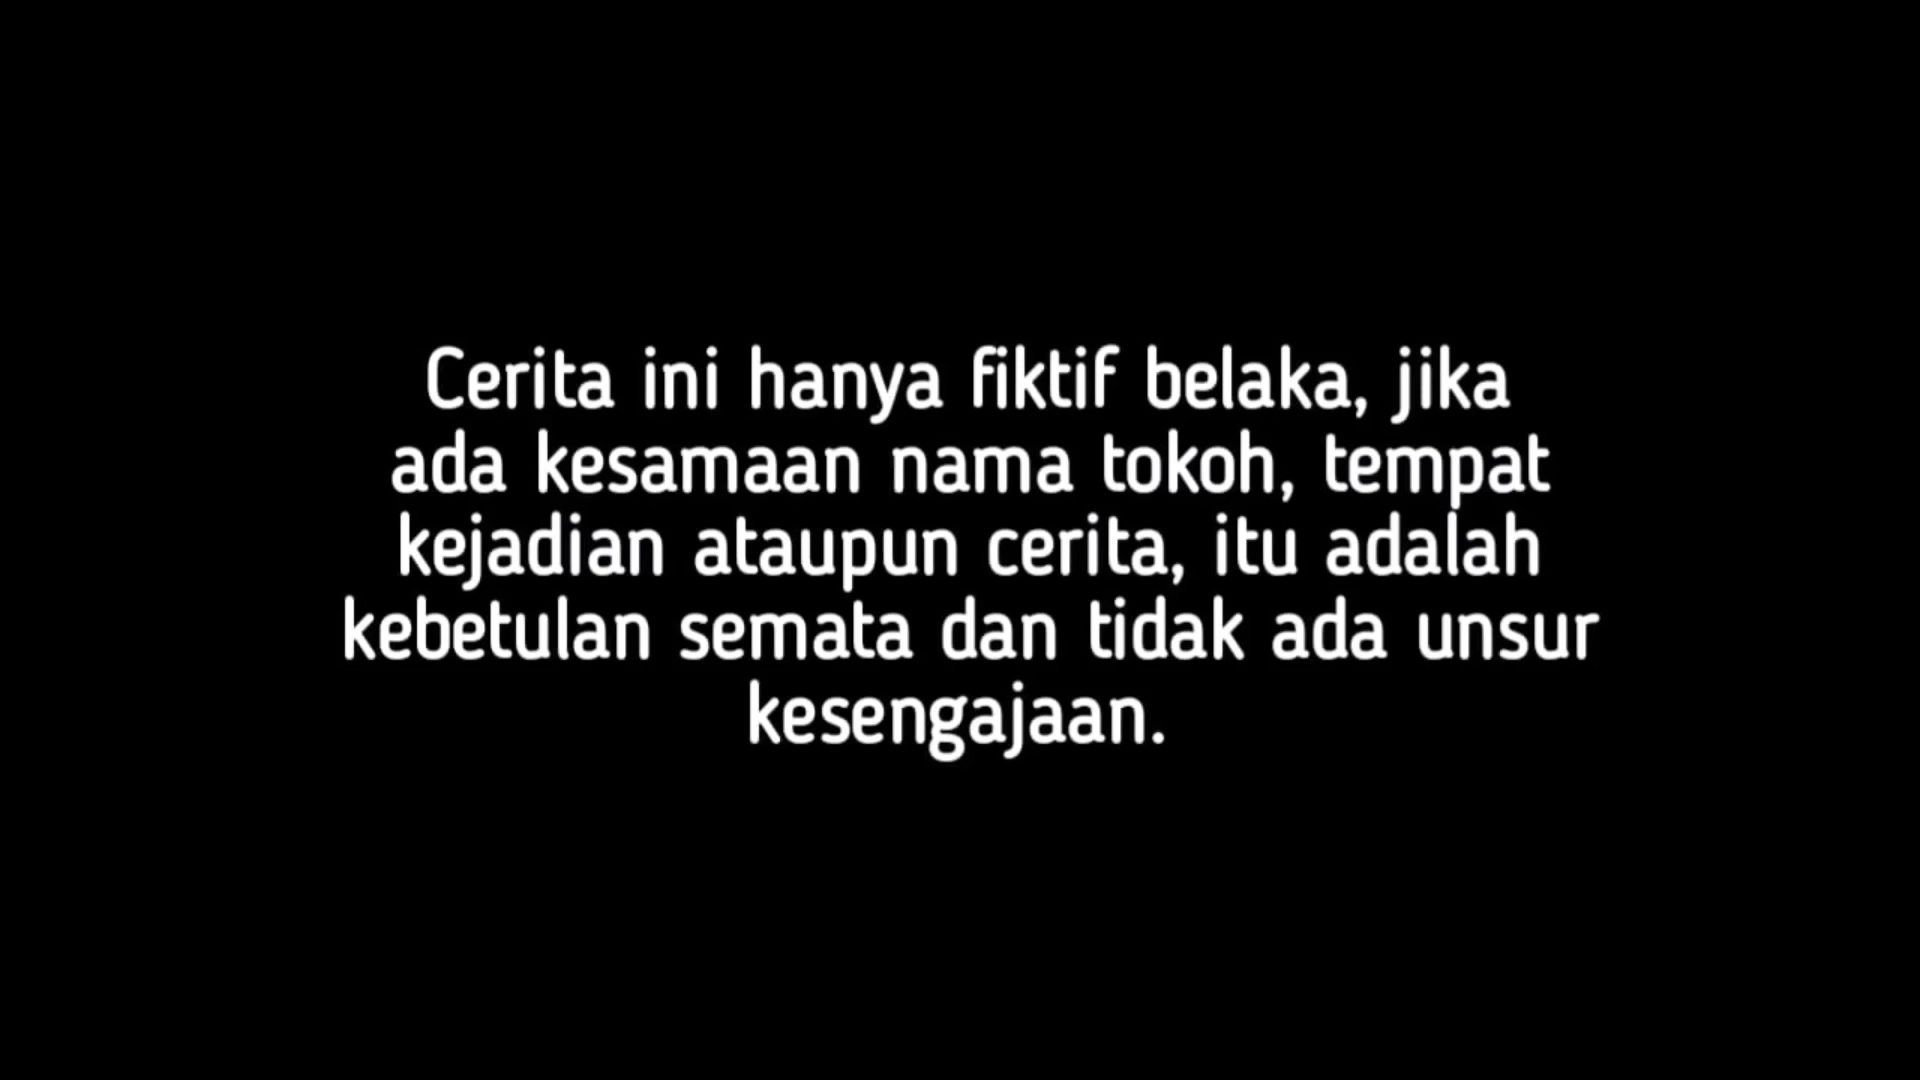 Cerita ini hanya fiktif belaka, jika
ada kesamaan nama tokoh, tempat
kejadian ataupun cerita, itu adalah
kebetulan semata dan tidak ada unsur
kesengajaan.